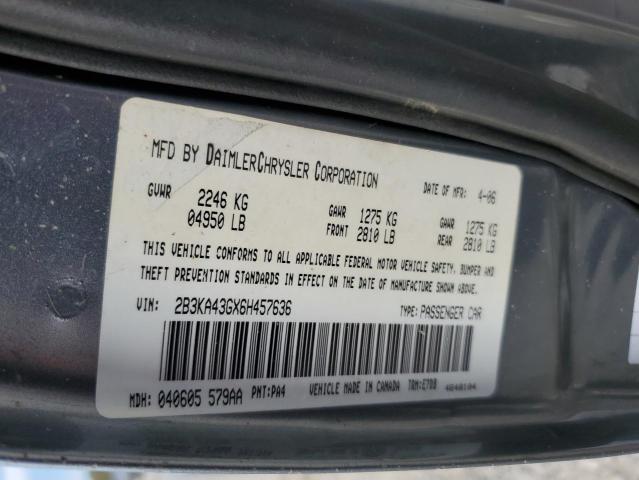 MFD BY DAIMLERCHRYSLER CORPORATION
DATE OF MFR: 4-06
GVWR 2246 KG 04950 LB
GAWR FRONT 1275 KG 2810 LB
GAWR REAR 1275 KG 2810 LB
THIS VEHICLE CONFORMS TO ALL APPLICABLE FEDERAL MOTOR VEHICLE SAFETY, BUMPER AND
THEFT PREVENTION STANDARDS IN EFFECT ON THE DATE OF MANUFACTURE SHOWN ABOVE.
VIN: 2B3KA43GX6H457636
TYPE: PASSENGER CAR
MDH: 040605 579AA PNT: PA4 VEHICLE MADE IN CANADA TRM: E7DB